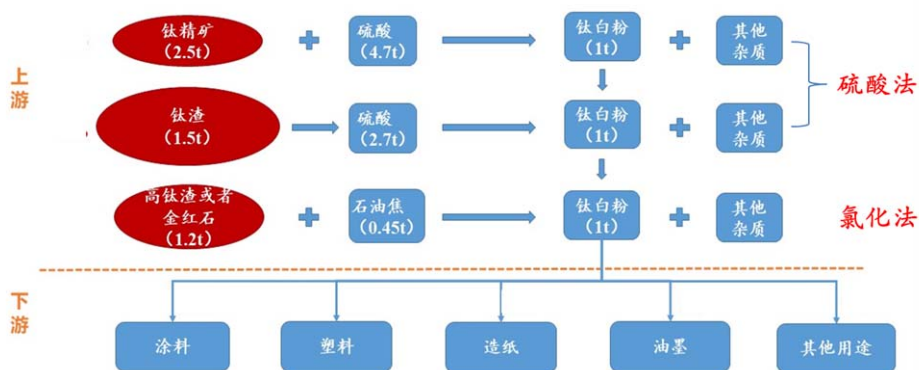 上游
钛精矿
（2.5t）
硫酸
（4.7t）
钛白粉
（1t）
其他
杂质
钛渣
（1.5t）
硫酸
（2.7t）
钛白粉
（1t）
其他
杂质
硫酸法
高钛渣或者
金红石
（1.2t）
石油焦
（0.45t）
钛白粉
（1t）
其他
杂质
氯化法
下游
涂料
塑料
造纸
油墨
其他用途